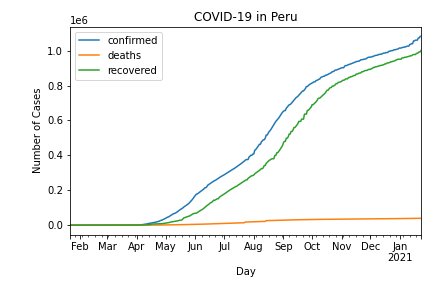 COVID-19 in Peru
1e6
confirmed
deaths
recovered
Number of Cases
1.0
0.8
0.6
0.4
0.2
0.0
Feb Mar Apr May Jun Jul Aug Sep Oct Nov Dec Jan
2021
Day